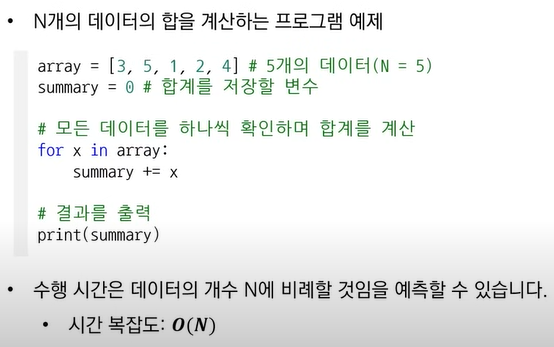 • N개의 데이터의 합을 계산하는 프로그램 예제
array = [3, 5, 1, 2, 4] # 5개의 데이터(N = 5)
summary = 0 # 합계를 저장할 변수
# 모든 데이터를 하나씩 확인하며 합계를 계산
for x in array:
    summary += x
# 결과를 출력
print(summary)
• 수행 시간은 데이터의 개수 N에 비례할 것임을 예측할 수 있습니다.
• 시간 복잡도: O(N)